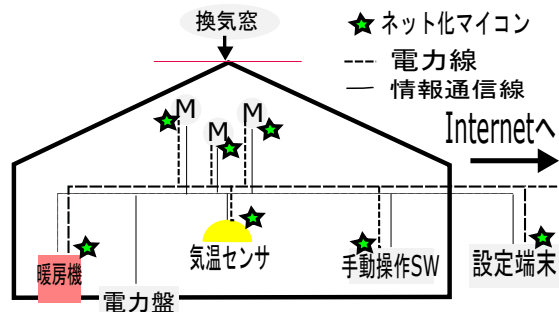 換気窓
ネット化マイコン
電力線
情報通信線
Internetへ
M
M
M
暖房機
電力盤
気温センサ
手動操作SW
設定端末